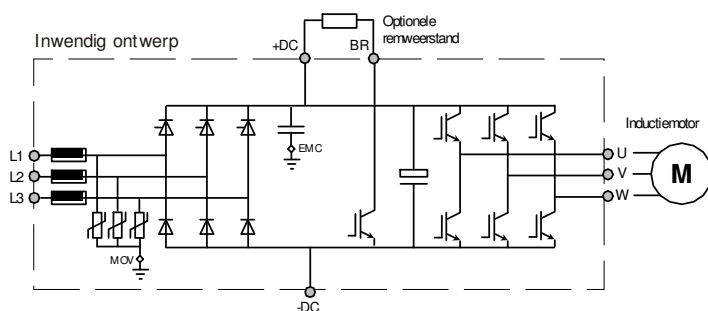 Optionele
remweerstand
Inwendig ontwerp
+DC
BR
Inductiemotor
EMC
L1
L2
L3
U
V
W
M
MOV
-DC